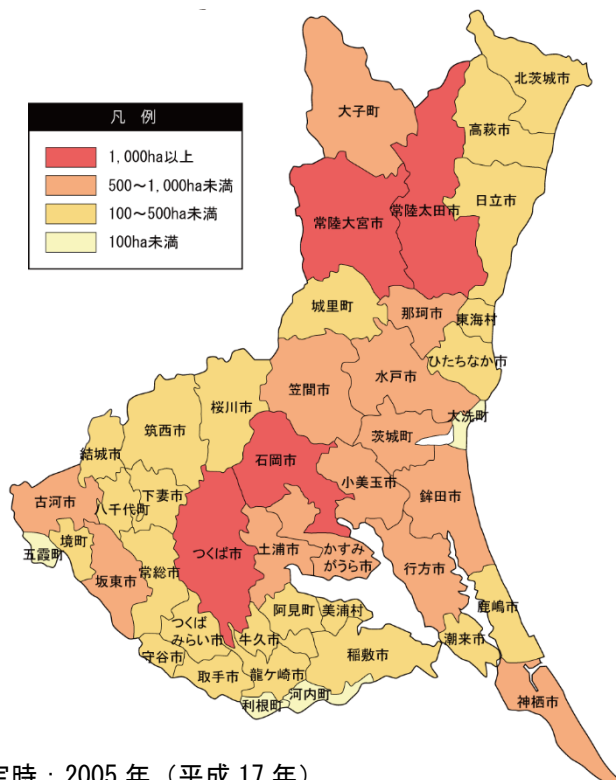 凡 例
1,000ha以上
500～1,000ha未満
100～500ha未満
100ha未満
北茨城市
大子町
高萩市
日立市
常陸大宮市
常陸太田市
城里町
那珂市
東海村
ひたちなか市
水戸市
笠間市
大洗町
桜川市
茨城町
筑西市
結城市
石岡市
小美玉市
鉾田市
古河市
八千代町
下妻市
つくば市
土浦市
かすみ
がうら市
行方市
五霞町
境町
坂東市
常総市
阿見町
美浦村
鹿嶋市
つくば
みらい市
牛久市
潮来市
稲敷市
守谷市
取手市
龍ケ崎市
河内町
利根町
神栖市
定時：2005 年（平成 17 年）